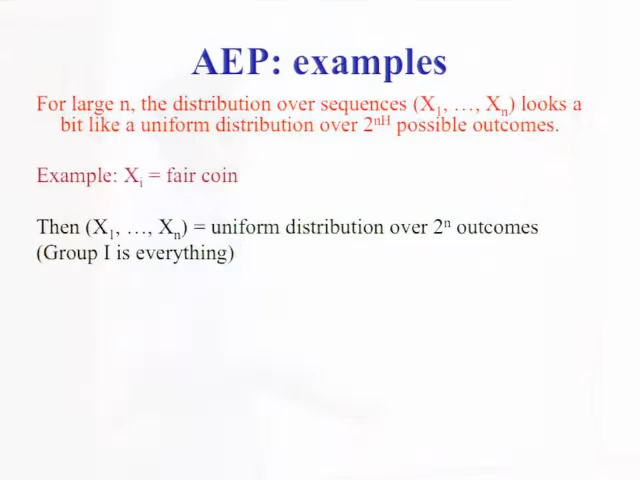 AEP: examples
For large n, the distribution over sequences (X₁, …, Xₙ) looks a
bit like a uniform distribution over 2ⁿᴴ possible outcomes.
Example: Xᵢ = fair coin
Then (X₁, …, Xₙ) = uniform distribution over 2ⁿ outcomes
(Group I is everything)